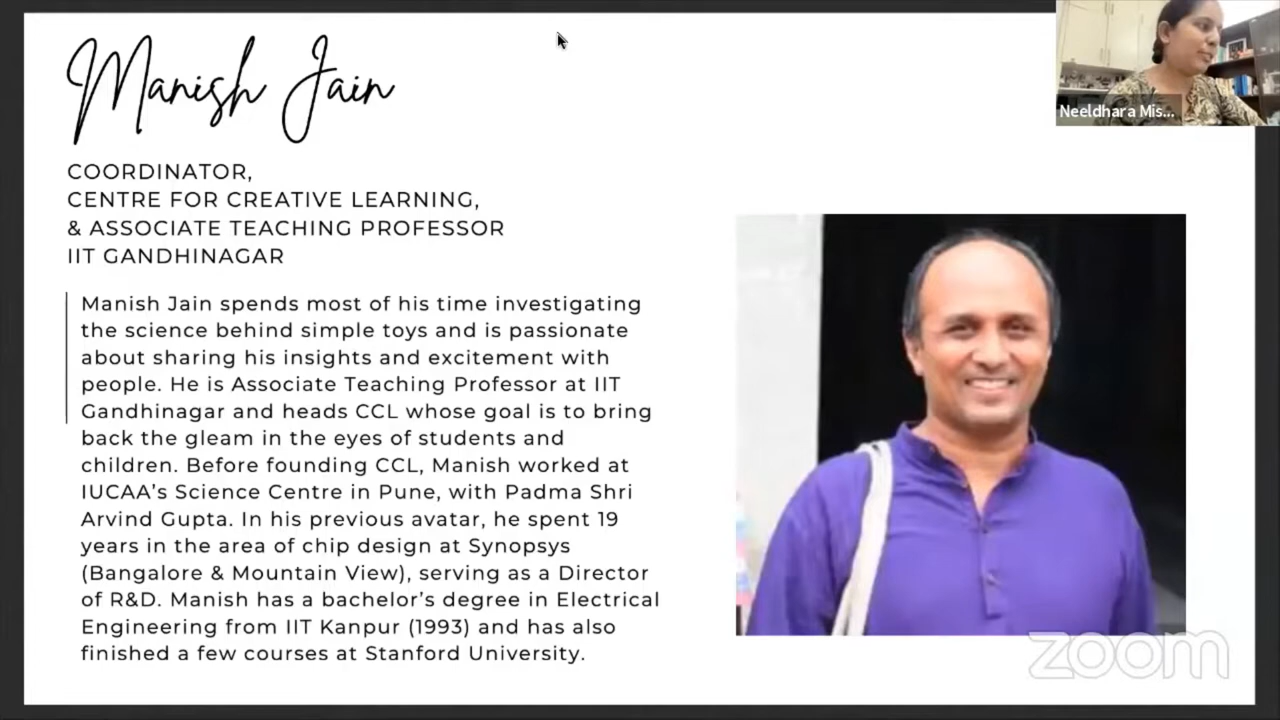 Manish Jain
COORDINATOR,
CENTRE FOR CREATIVE LEARNING,
& ASSOCIATE TEACHING PROFESSOR
IIT GANDHINAGAR
Manish Jain spends most of his time investigating
the science behind simple toys and is passionate
about sharing his insights and excitement with
people. He is Associate Teaching Professor at IIT
Gandhinagar and heads CCL whose goal is to bring
back the gleam in the eyes of students and
children. Before founding CCL, Manish worked at
IUCAA's Science Centre in Pune, with Padma Shri
Arvind Gupta. In his previous avatar, he spent 19
years in the area of chip design at Synopsys
(Bangalore & Mountain View), serving as a Director
of R&D. Manish has a bachelor's degree in Electrical
Engineering from IIT Kanpur (1993) and has also
finished a few courses at Stanford University.
Neeldhara Mis...
zoom